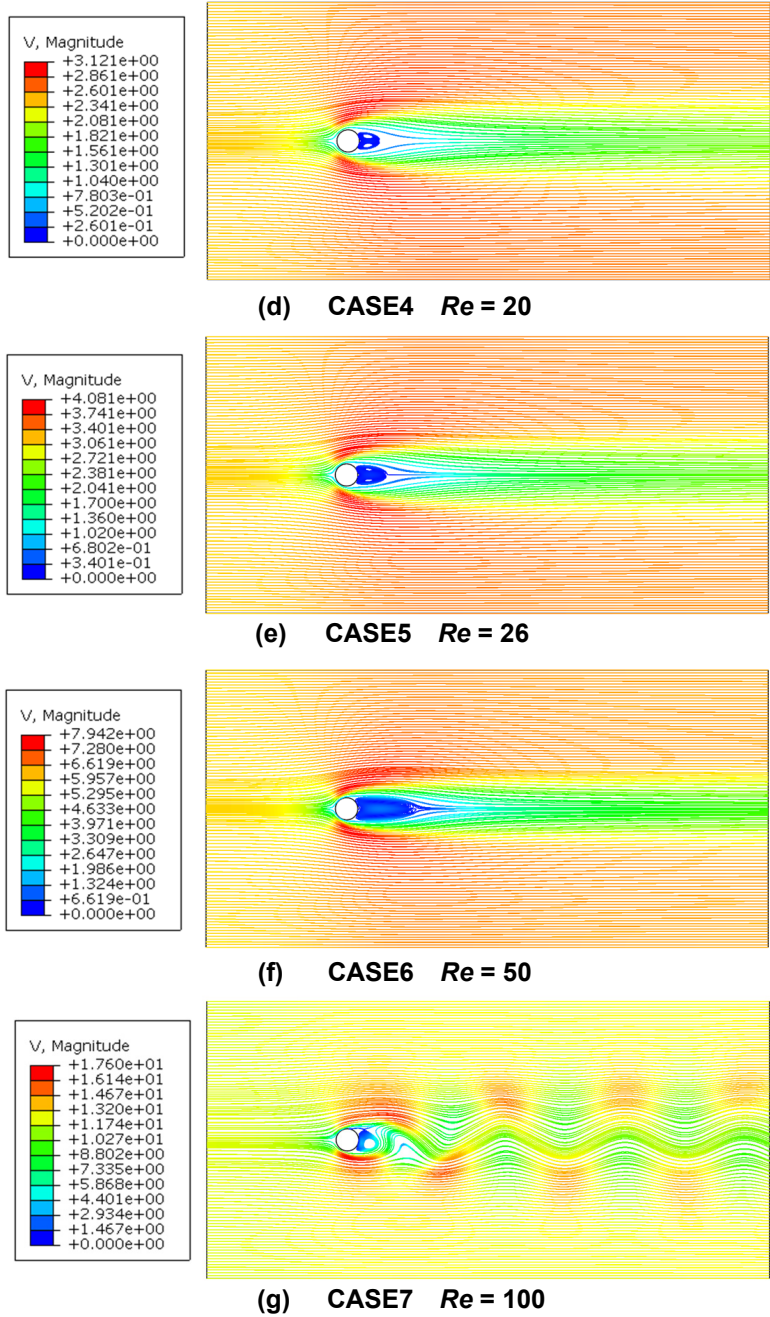 V, Magnitude
+3.121e+00
+2.861e+00
+2.601e+00
+2.341e+00
+2.081e+00
+1.821e+00
+1.561e+00
+1.301e+00
+1.040e+00
+7.803e-01
+5.202e-01
+2.601e-01
+0.000e+00
(d) CASE4 Re = 20
V, Magnitude
+4.081e+00
+3.741e+00
+3.401e+00
+3.061e+00
+2.721e+00
+2.381e+00
+2.041e+00
+1.700e+00
+1.360e+00
+1.020e+00
+6.802e-01
+3.401e-01
+0.000e+00
(e) CASE5 Re = 26
V, Magnitude
+7.942e+00
+7.280e+00
+6.619e+00
+5.957e+00
+5.295e+00
+4.633e+00
+3.971e+00
+3.309e+00
+2.647e+00
+1.986e+00
+1.324e+00
+6.619e-01
+0.000e+00
(f) CASE6 Re = 50
V, Magnitude
+1.760e+01
+1.614e+01
+1.467e+01
+1.320e+01
+1.174e+01
+1.027e+01
+8.802e+00
+7.335e+00
+5.868e+00
+4.401e+00
+2.934e+00
+1.467e+00
+0.000e+00
(g) CASE7 Re = 100